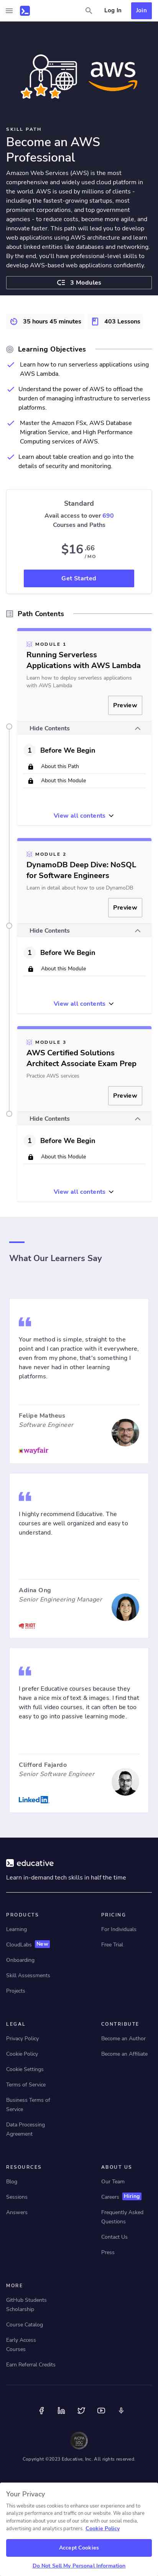 Log In
Join
aws
SKILL PATH
Become an AWS
Professional
Amazon Web Services (AWS) is the most
comprehensive and widely used cloud platform in
the world. AWS is used by millions of clients -
including the fastest-growing startups, most
prominent corporations, and top government
agencies - to reduce costs, become more agile, and
accelerate innovation. This path will lead you to develop
web applications using AWS architecture and learn about
linked entities like databases and networking. By the end,
you'll possess robust backend skills to help develop
AWS-based web applications confidently.
3 Modules
35 hours 45 minutes
403 Lessons
Learning Objectives
Learn how to run serverless applications using
AWS Lambda.
Understand the power of AWS to offload the
work of managing infrastructure to serverless
platforms.
Master the Amazon FSx, AWS Database
Migration Service, and High Performance
Computing services of AWS.
Learn about table creation and go into the
details of security and monitoring.
Standard
Avail access to over 690
Courses and Paths
$16.66
/ MO
Get Started
Path Contents
MODULE 1
Running Serverless
Applications with AWS Lambda
Learn how to deploy serverless applications
with AWS Lambda
Preview
Hide Contents
1 Before We Begin
About this Path
About this Module
View all contents
MODULE 2
DynamoDB Deep Dive: NoSQL
for Software Engineers
Learn in detail about how to use DynamoDB.
Preview
Hide Contents
1 Before We Begin
About this Module
View all contents
MODULE 3
AWS Certified Solutions
Architect Associate Exam Prep
Practice AWS services
Preview
Hide Contents
1 Before We Begin
About this Module
View all contents
What Our Learners Say
Your method is simple, straight to the
point and I can practice with it everywhere,
even from my phone, that's something I
have never had in other learning
platforms.
Felipe Matheus
Software Engineer
wayfair
I highly recommend Educative. The
courses are well organized and easy to
understand.
Adina Ong
Senior Engineering Manager
RIOT
I prefer Educative courses because they
have a nice mix of text & images. I find that
with full video courses, it can often be too
easy to go into passive learning mode.
Clifford Fajardo
Senior Software Engineer
Linkedin
educative
Learn in-demand tech skills in half the time
PRODUCTS
Learning
CloudLabs New
Onboarding
Skill Assessments
Projects
PRICING
For Individuals
Free Trial
LEGAL
Privacy Policy
Cookie Policy
Cookie Settings
Terms of Service
Business Terms of
Service
Data Processing
Agreement
CONTRIBUTE
Become an Author
Become an Affiliate
RESOURCES
Blog
Sessions
Answers
ABOUT US
Our Team
Careers Hiring
Frequently Asked
Questions
Contact Us
Press
MORE
GitHub Students
Scholarship
Course Catalog
Early Access
Courses
Earn Referral Credits
Copyright ©2023 Educative, Inc. All rights reserved.
Your Privacy
This website uses cookies to enhance user experience and
to analyze performance and traffic on our website. We also
share information about your use of our site, including, but
not limited to, with our social media,
advertising and analytics partners. Cookie Policy
Accept Cookies
Do Not Sell My Personal Information